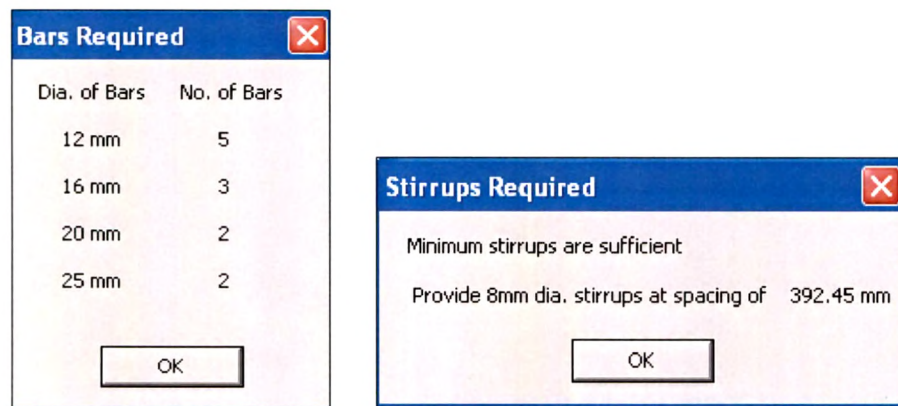 Bars Required
Dia. of Bars No. of Bars
12 mm 5
16 mm 3
20 mm 2
25 mm 2
OK
Stirrups Required
Minimum stirrups are sufficient
Provide 8mm dia. stirrups at spacing of 392.45 mm
OK